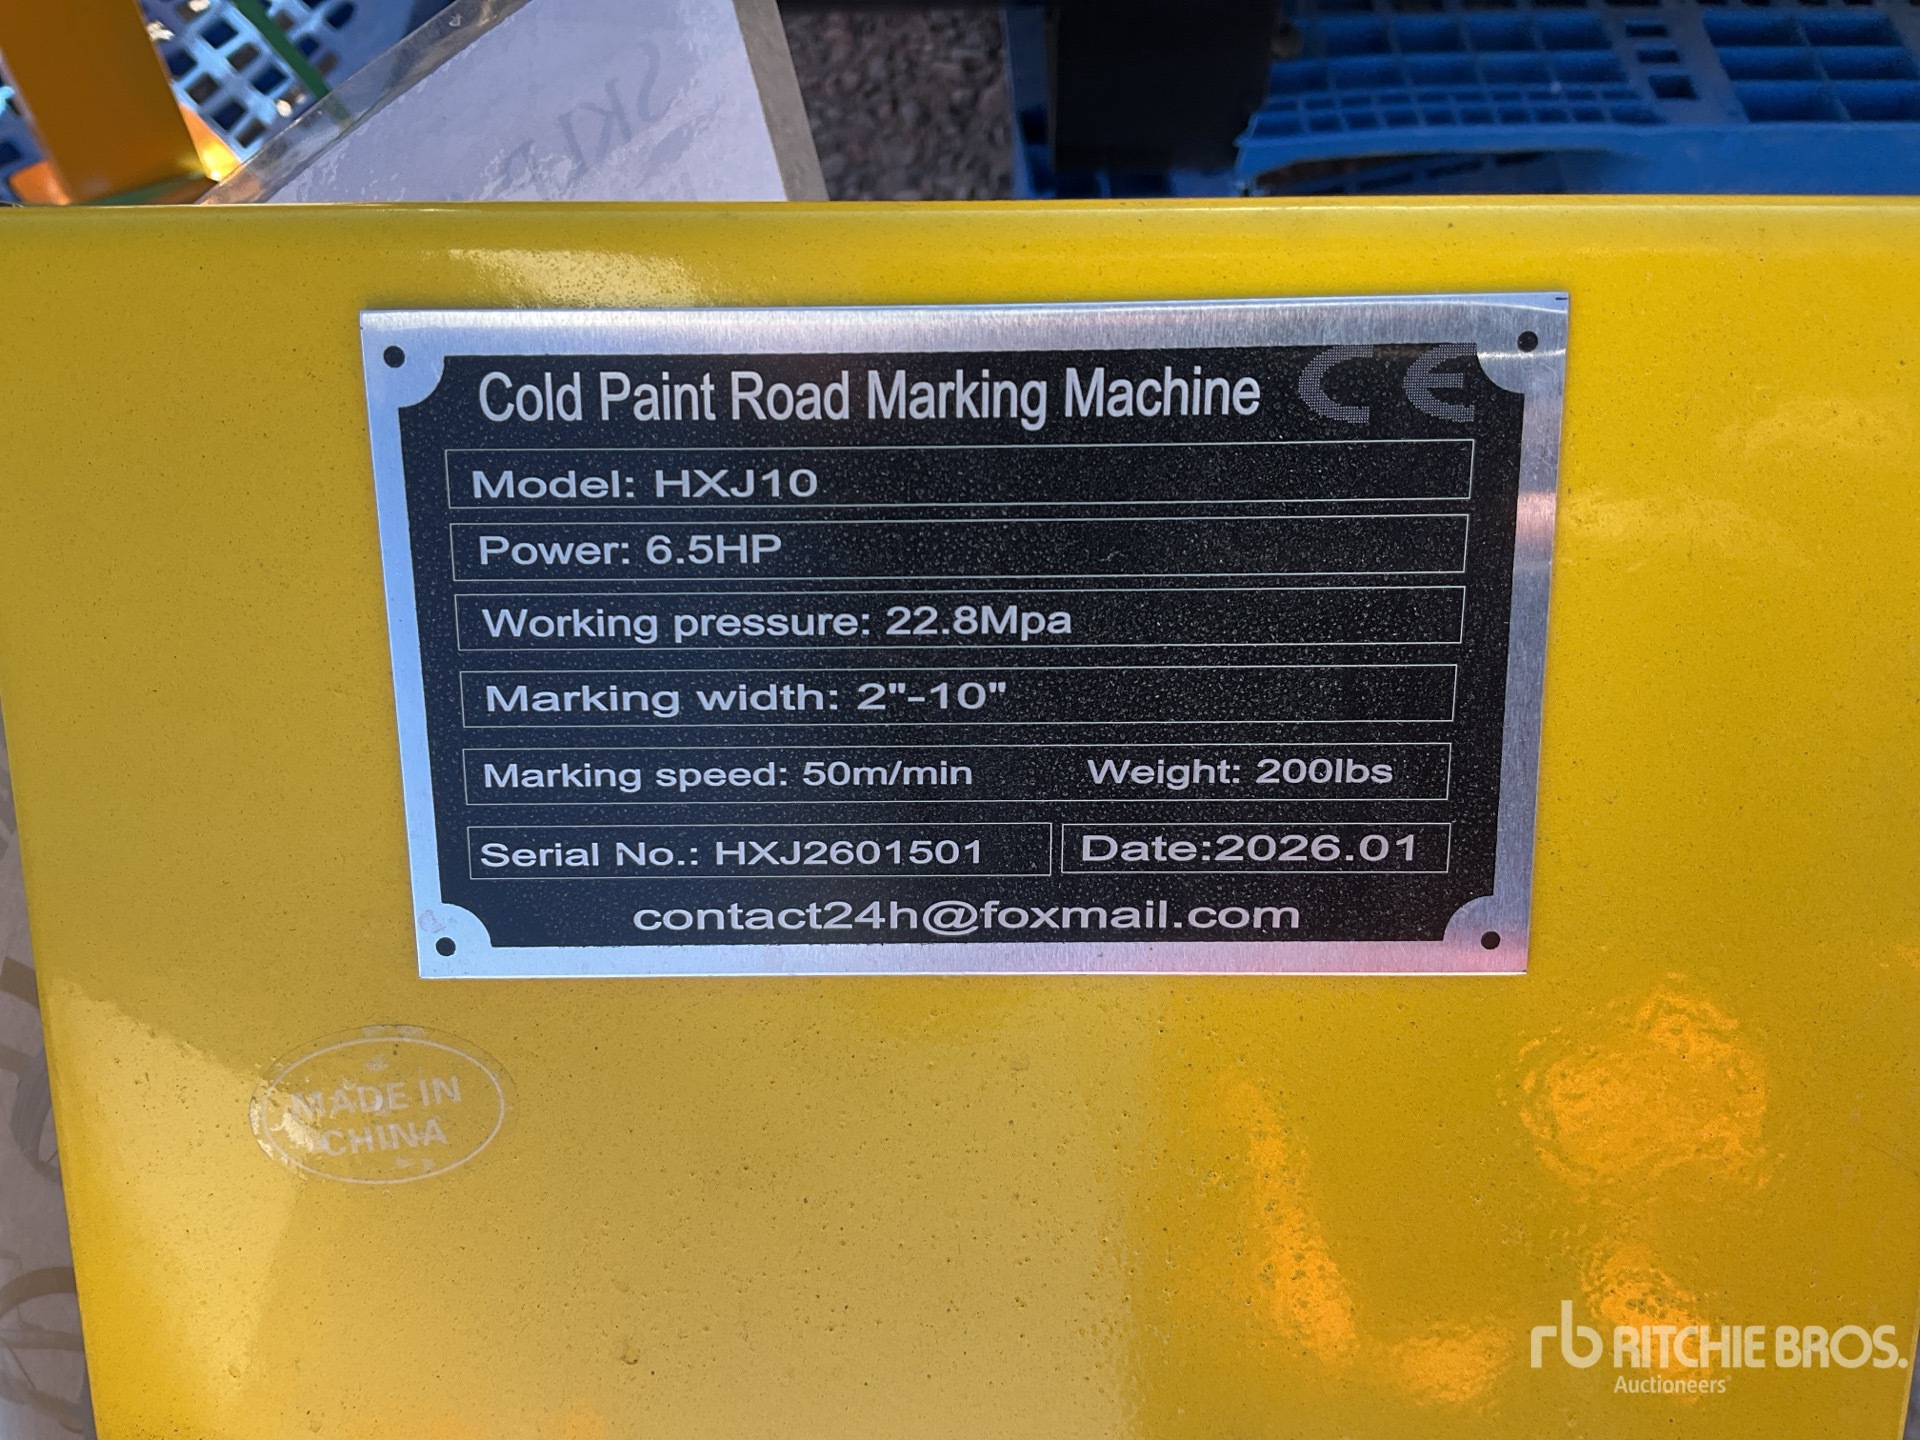 Cold Paint Road Marking Machine CE
Model: HXJ10
Power: 6.5HP
Working pressure: 22.8Mpa
Marking width: 2"-10"
Marking speed: 50m/min Weight: 200lbs
Serial No.: HXJ2601501 Date:2026.01
contact24h@foxmail.com
MADE IN
CHINA
rb RITCHIE BROS.
Auctioneers